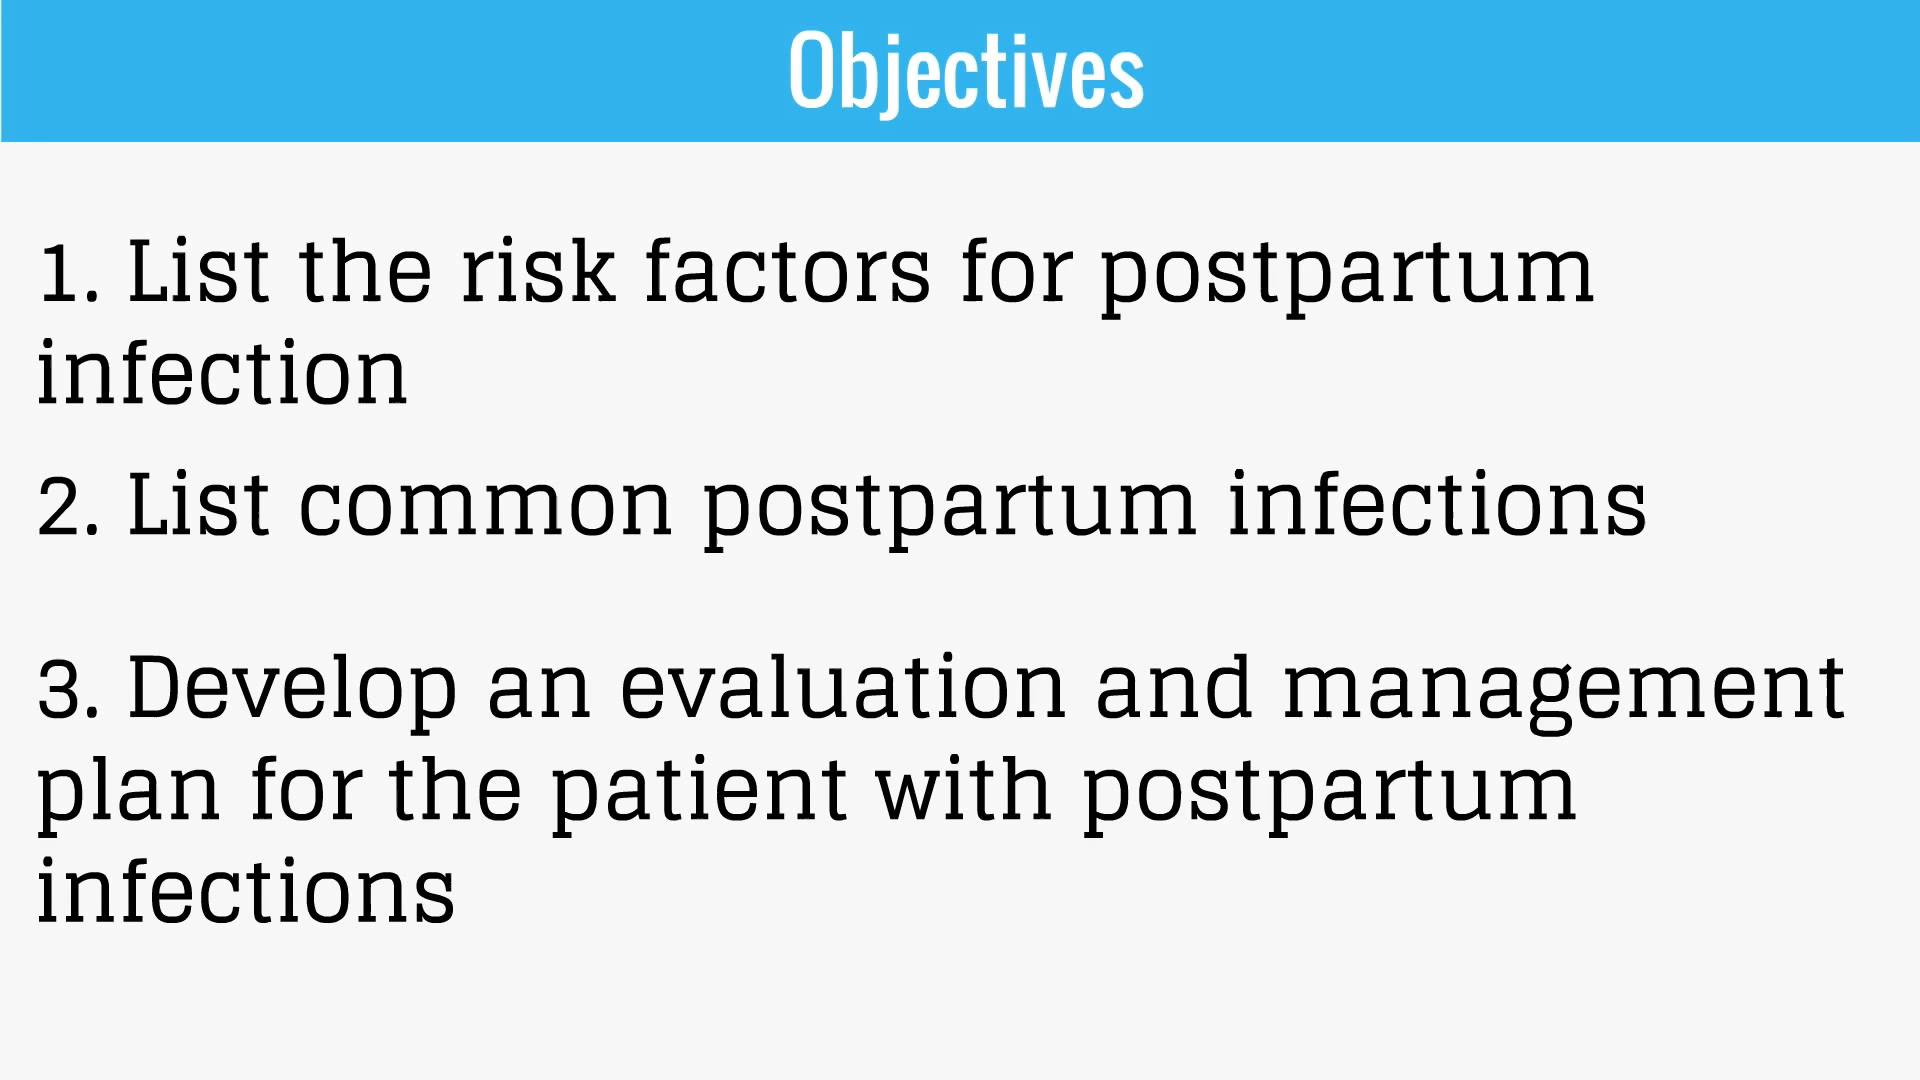 Objectives
1. List the risk factors for postpartum
infection
2. List common postpartum infections
3. Develop an evaluation and management
plan for the patient with postpartum
infections